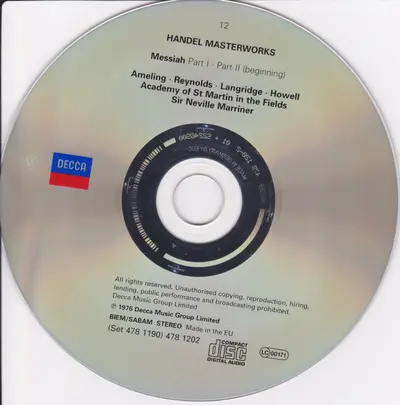 12
HANDEL MASTERWORKS
Messiah Part I · Part II (beginning)
Ameling · Reynolds · Langridge · Howell
Academy of St Martin in the Fields
Sir Neville Marriner
DECCA
All rights reserved. Unauthorised copying, reproduction, hiring,
lending, public performance and broadcasting prohibited.
Decca Music Group Limited
℗ 1976 Decca Music Group Limited
BIEM/SABAM STEREO Made in the EU
(Set 478 1190) 478 1202
COMPACT
disc
DIGITAL AUDIO
LC 00171